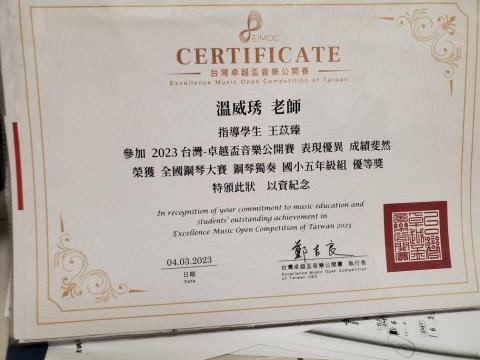 EIMOC
CERTIFICATE
台灣卓越盃音樂公開賽
Excellence Music Open Competition of Taiwan
溫威琇 老師
指導學生 王苡臻
參加 2023 台灣-卓越盃音樂公開賽 表現優異 成績斐然
榮獲 全國鋼琴大賽 鋼琴獨奏 國小五年級組 優等獎
特頒此狀 以資紀念
In recognition of your commitment to music education and
students' outstanding achievement in
Excellence Music Open Competition of Taiwan 2023
04.03.2023
日期
Date
鄭吉良
台灣卓越盃音樂公開賽 執行長
Excellence Music Open Competition
of Taiwan CEO